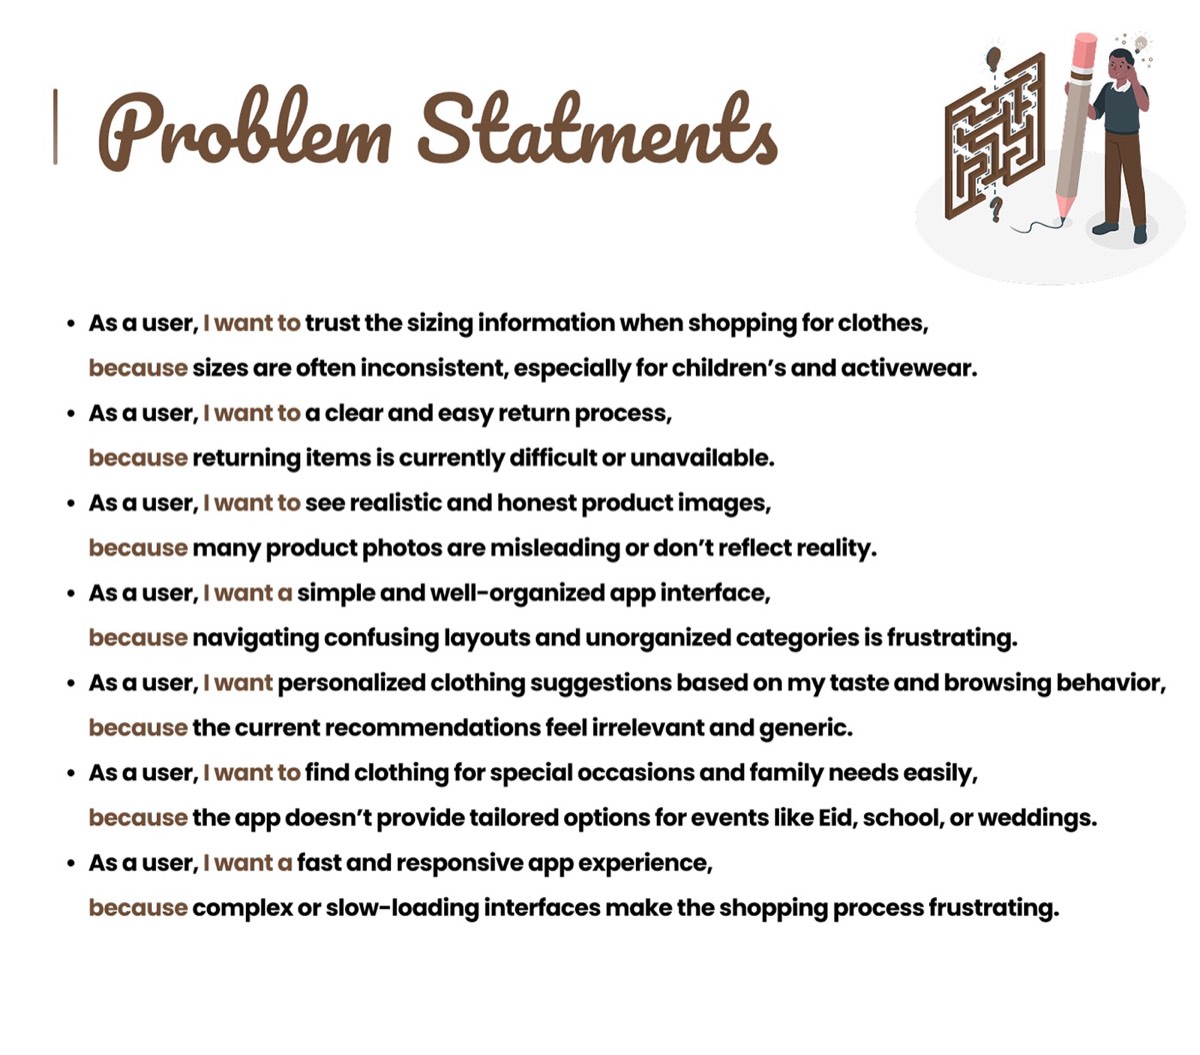 Problem Statments
• As a user, I want to trust the sizing information when shopping for clothes,
because sizes are often inconsistent, especially for children's and activewear.
• As a user, I want to a clear and easy return process,
because returning items is currently difficult or unavailable.
• As a user, I want to see realistic and honest product images,
because many product photos are misleading or don't reflect reality.
• As a user, I want a simple and well-organized app interface,
because navigating confusing layouts and unorganized categories is frustrating.
• As a user, I want personalized clothing suggestions based on my taste and browsing behavior,
because the current recommendations feel irrelevant and generic.
• As a user, I want to find clothing for special occasions and family needs easily,
because the app doesn't provide tailored options for events like Eid, school, or weddings.
• As a user, I want a fast and responsive app experience,
because complex or slow-loading interfaces make the shopping process frustrating.